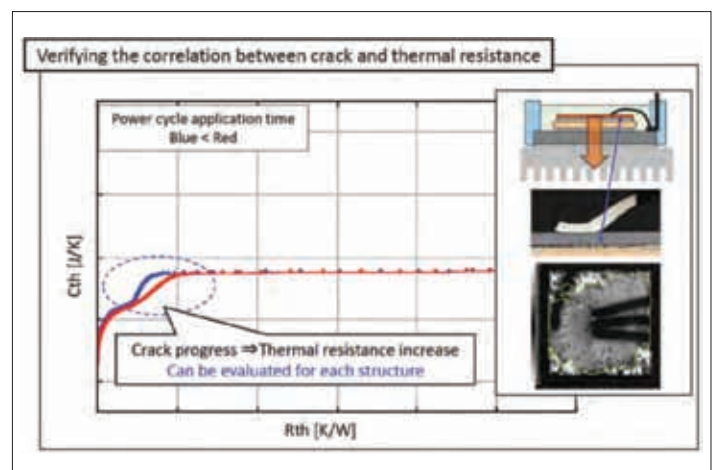 Verifying the correlation between crack and thermal resistance
Power cycle application time
Blue < Red
Cth [J/K]
Crack progress ⇒Thermal resistance increase
Can be evaluated for each structure
Rth [K/W]